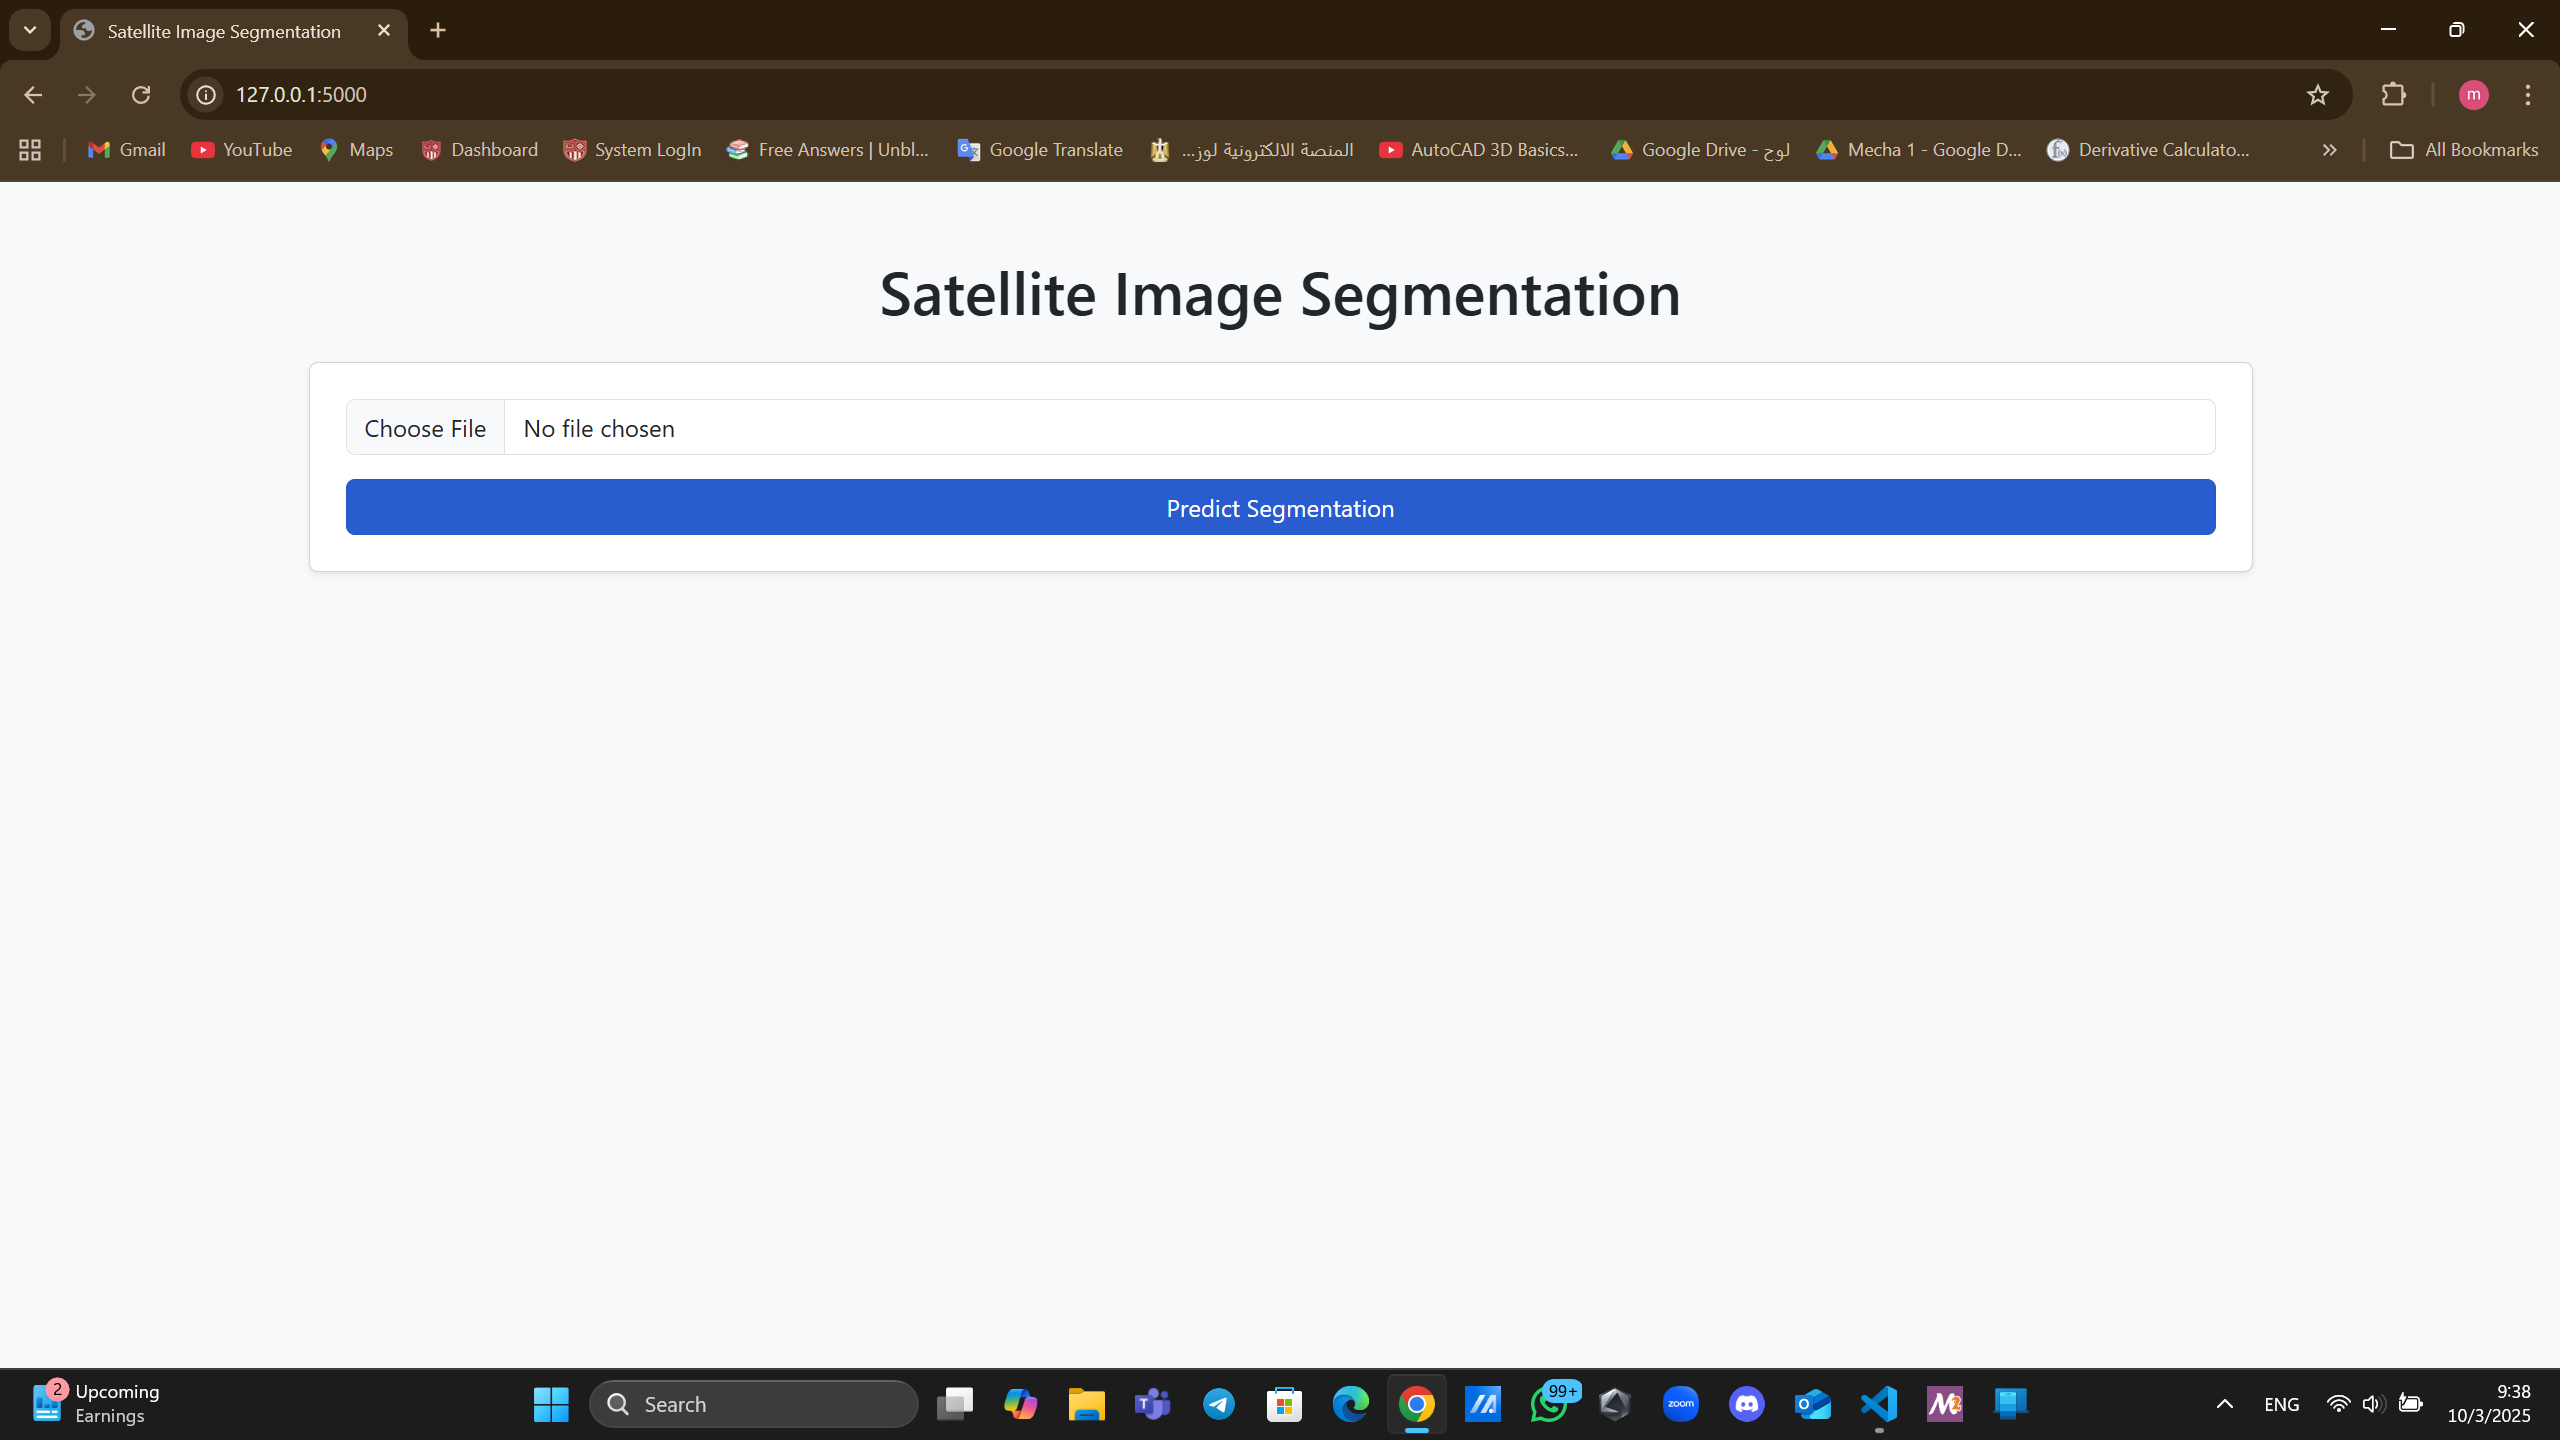 Satellite Image Segmentation
127.0.0.1:5000
Gmail
YouTube
Maps
Dashboard
System LogIn
Free Answers | Unbl...
Google Translate
المنصة الالكترونية لوز...
AutoCAD 3D Basics...
لوح - Google Drive
Mecha 1 - Google D...
Derivative Calculato...
All Bookmarks
m
Satellite Image Segmentation
Choose File
No file chosen
Predict Segmentation
2
Upcoming
Earnings
Search
99+
zoom
ENG
9:38
10/3/2025